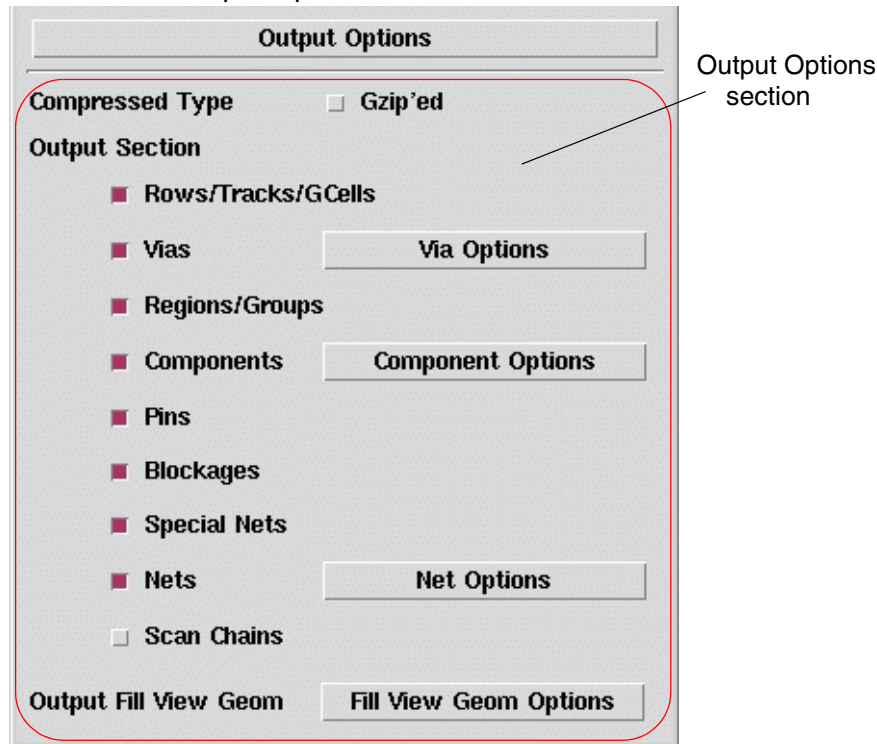 Output Options
Output Options
section
Compressed Type Gzip'ed
Output Section
Rows/Tracks/GCells
Vias Via Options
Regions/Groups
Components Component Options
Pins
Blockages
Special Nets
Nets Net Options
Scan Chains
Output Fill View Geom Fill View Geom Options